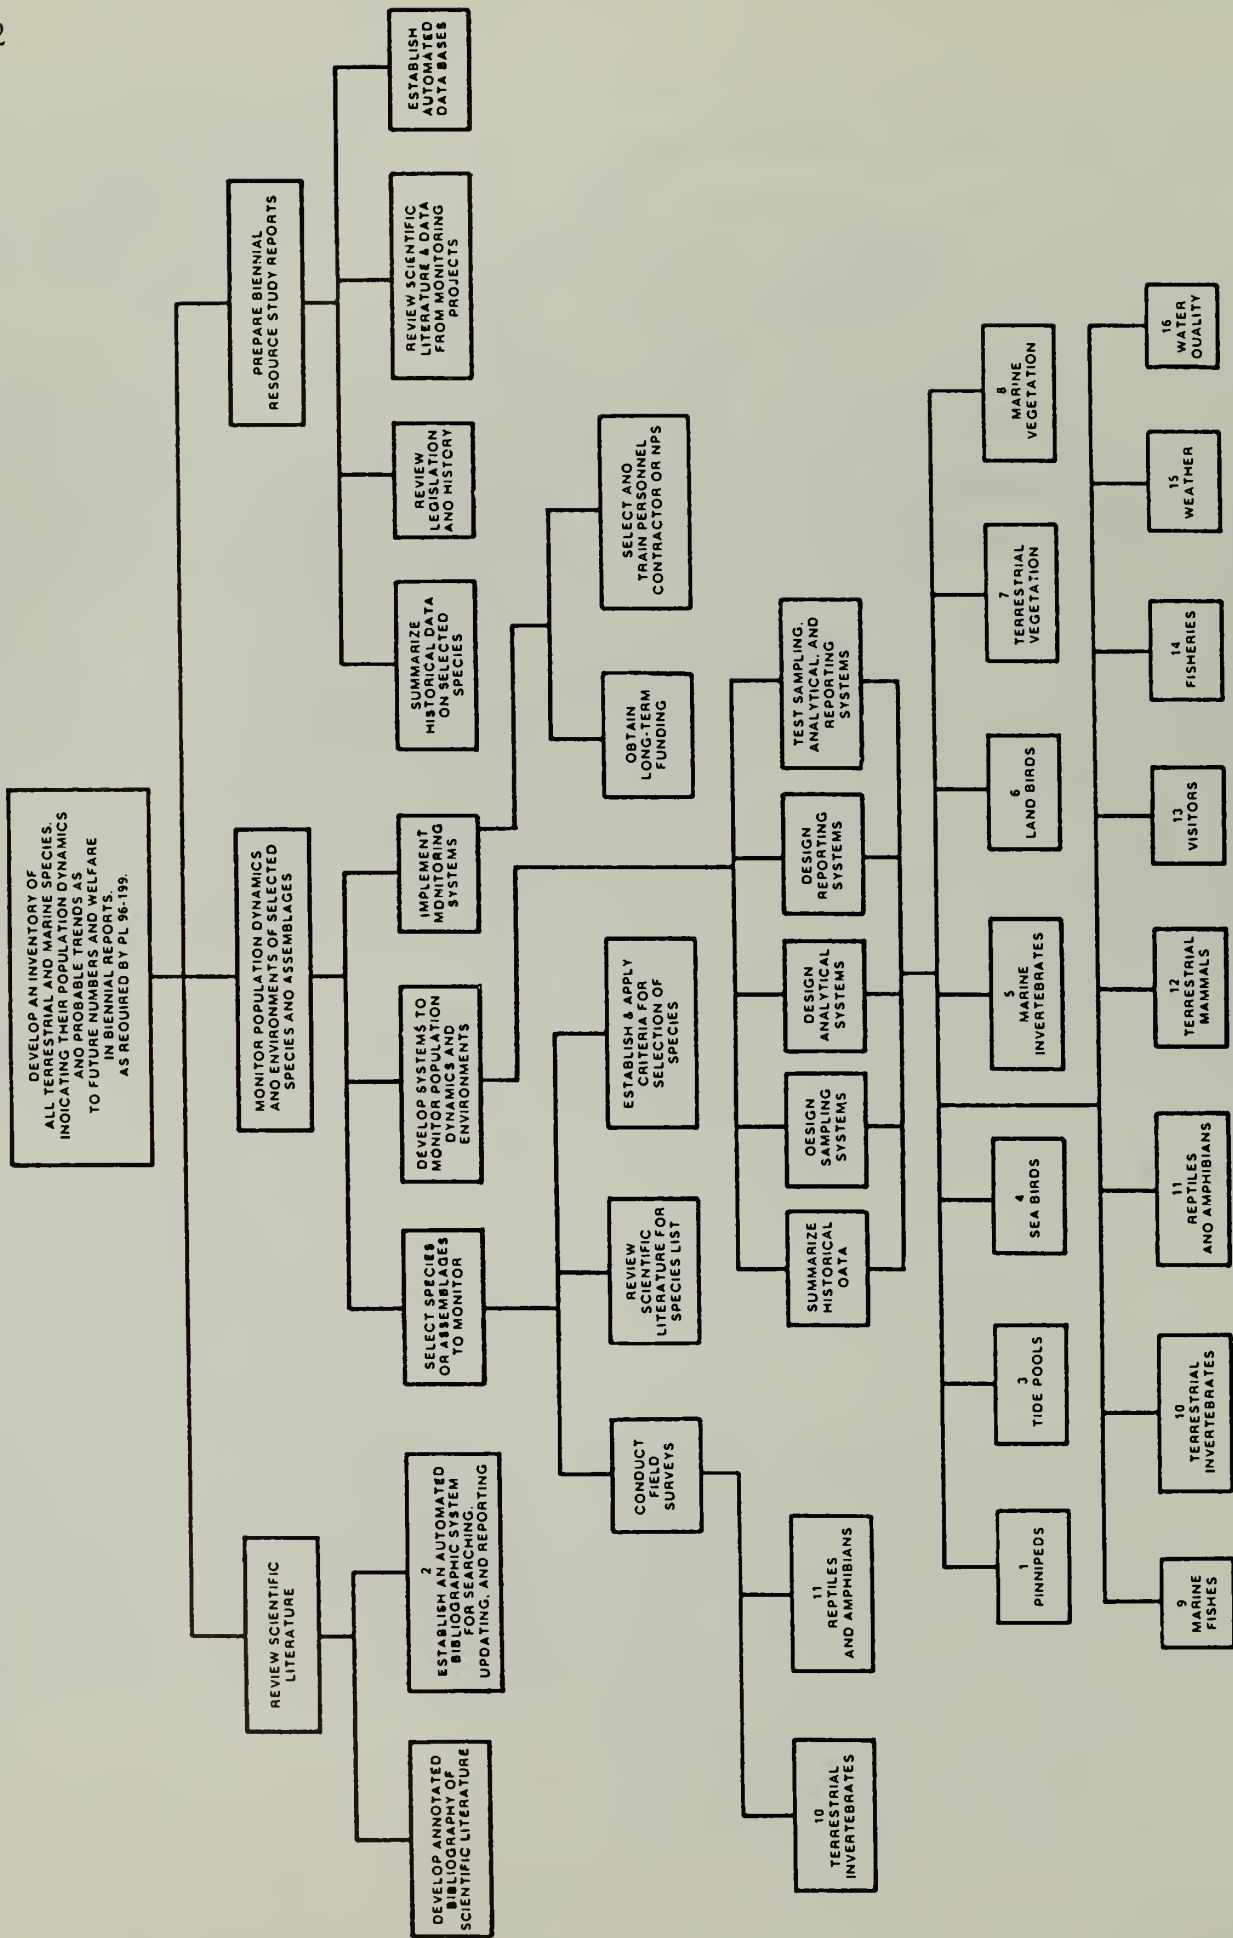 DEVELOP AN INVENTORY OF
ALL TERRESTRIAL AND MARINE SPECIES.
INDICATING THEIR POPULATION DYNAMICS
AND PROBABLE TRENDS AS
TO FUTURE NUMBERS AND WELFARE
IN BIENNIAL REPORTS.
AS REQUIRED BY PL 96-199.
REVIEW SCIENTIFIC
LITERATURE
MONITOR POPULATION DYNAMICS
AND ENVIRONMENTS OF SELECTED
SPECIES AND ASSEMBLAGES
PREPARE BIENNIAL
RESOURCE STUDY REPORTS
DEVELOP ANNOTATED
BIBLIOGRAPHY OF
SCIENTIFIC LITERATURE
2
ESTABLISH AN AUTOMATED
BIBLIOGRAPHIC SYSTEM
FOR SEARCHING.
UPDATING, AND REPORTING
SELECT SPECIES
OR ASSEMBLAGES
TO MONITOR
DEVELOP SYSTEMS TO
MONITOR POPULATION
DYNAMICS AND
ENVIRONMENTS
IMPLEMENT
MONITORING
SYSTEMS
SUMMARIZE
HISTORICAL DATA
ON SELECTED
SPECIES
REVIEW
LEGISLATION
AND HISTORY
REVIEW SCIENTIFIC
LITERATURE & DATA
FROM MONITORING
PROJECTS
ESTABLISH
AUTOMATED
DATA BASES
CONDUCT
FIELD
SURVEYS
REVIEW
SCIENTIFIC
LITERATURE FOR
SPECIES LIST
ESTABLISH & APPLY
CRITERIA FOR
SELECTION OF
SPECIES
OBTAIN
LONG-TERM
FUNDING
SELECT AND
TRAIN PERSONNEL
CONTRACTOR OR NPS
10
TERRESTRIAL
INVERTEBRATES
11
REPTILES
AND AMPHIBIANS
SUMMARIZE
HISTORICAL
DATA
DESIGN
SAMPLING
SYSTEMS
DESIGN
ANALYTICAL
SYSTEMS
DESIGN
REPORTING
SYSTEMS
TEST SAMPLING.
ANALYTICAL, AND
REPORTING
SYSTEMS
1
PINNIPEDS
3
TIDE POOLS
4
SEA BIRDS
5
MARINE
INVERTEBRATES
6
LAND BIRDS
7
TERRESTRIAL
VEGETATION
8
MARINE
VEGETATION
9
MARINE
FISHES
10
TERRESTRIAL
INVERTEBRATES
11
REPTILES
AND AMPHIBIANS
12
TERRESTRIAL
MAMMALS
13
VISITORS
14
FISHERIES
15
WEATHER
16
WATER
QUALITY